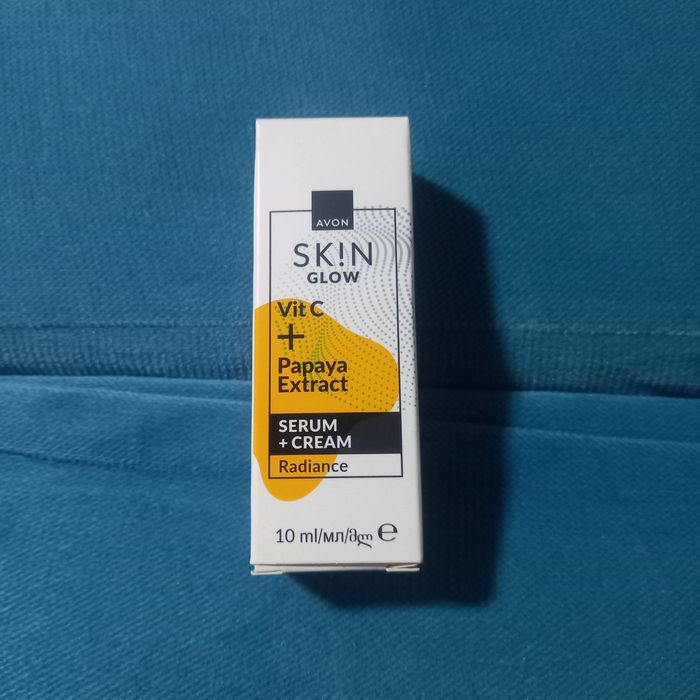 AVON
SK!N
GLOW
Vit C
+
Papaya
Extract
SERUM
+ CREAM
Radiance
10 ml/мл/მლ ℮